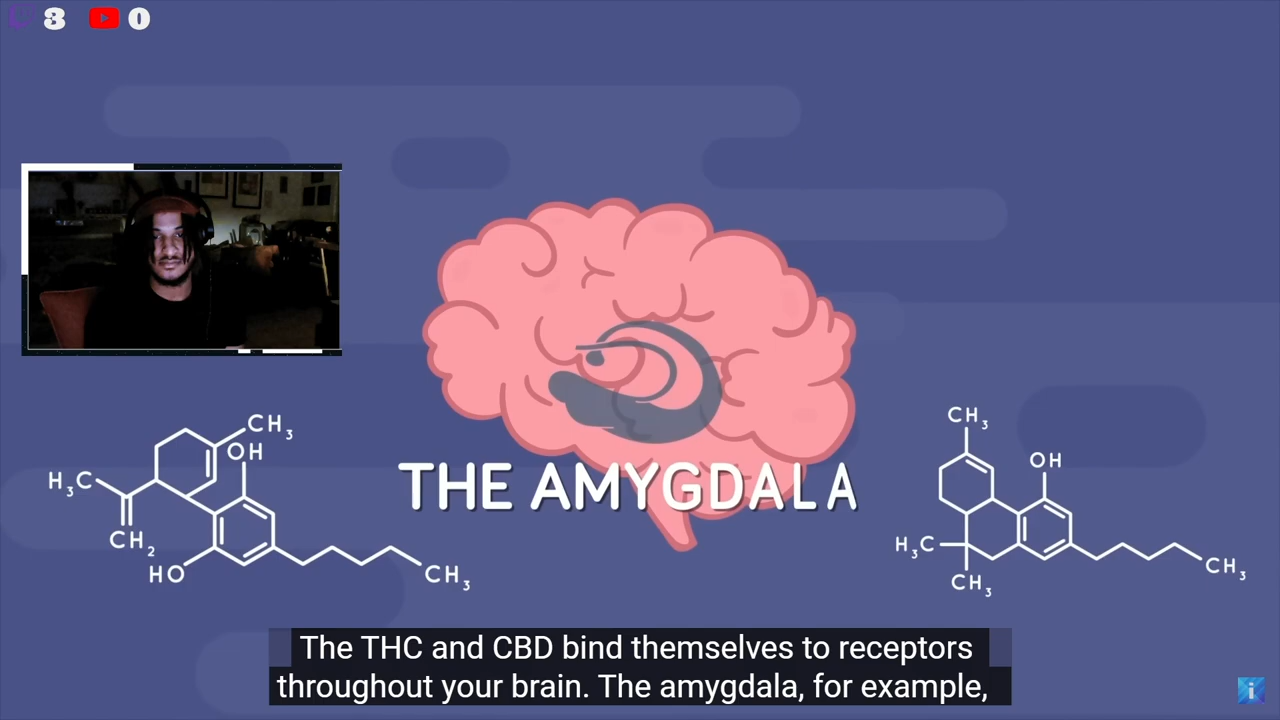 3 0
CH₃
OH
H₃C
CH₂
HO
CH₃
THE AMYGDALA
CH₃
OH
H₃C
CH₃
CH₃
The THC and CBD bind themselves to receptors
throughout your brain. The amygdala, for example,
i